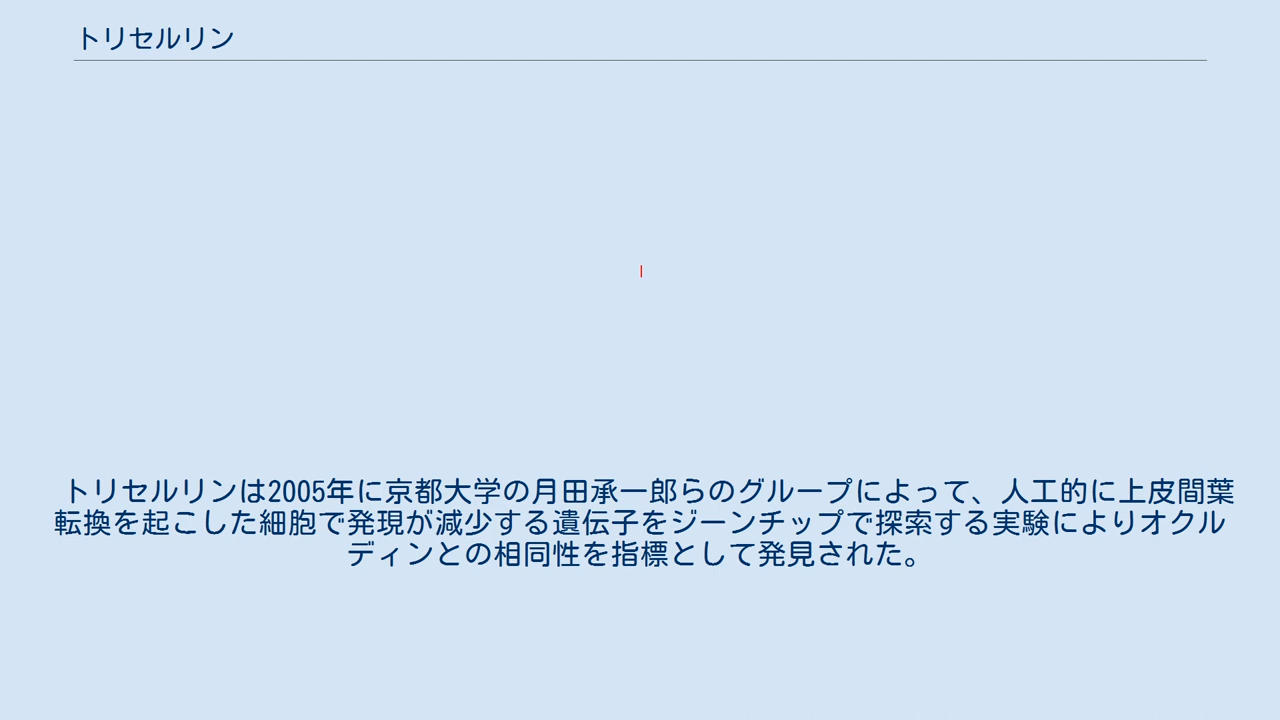 トリセルリン
トリセルリンは2005年に京都大学の月田承一郎らのグループによって、人工的に上皮間葉
転換を起こした細胞で発現が減少する遺伝子をジーンチップで探索する実験によりオクル
ディンとの相同性を指標として発見された。